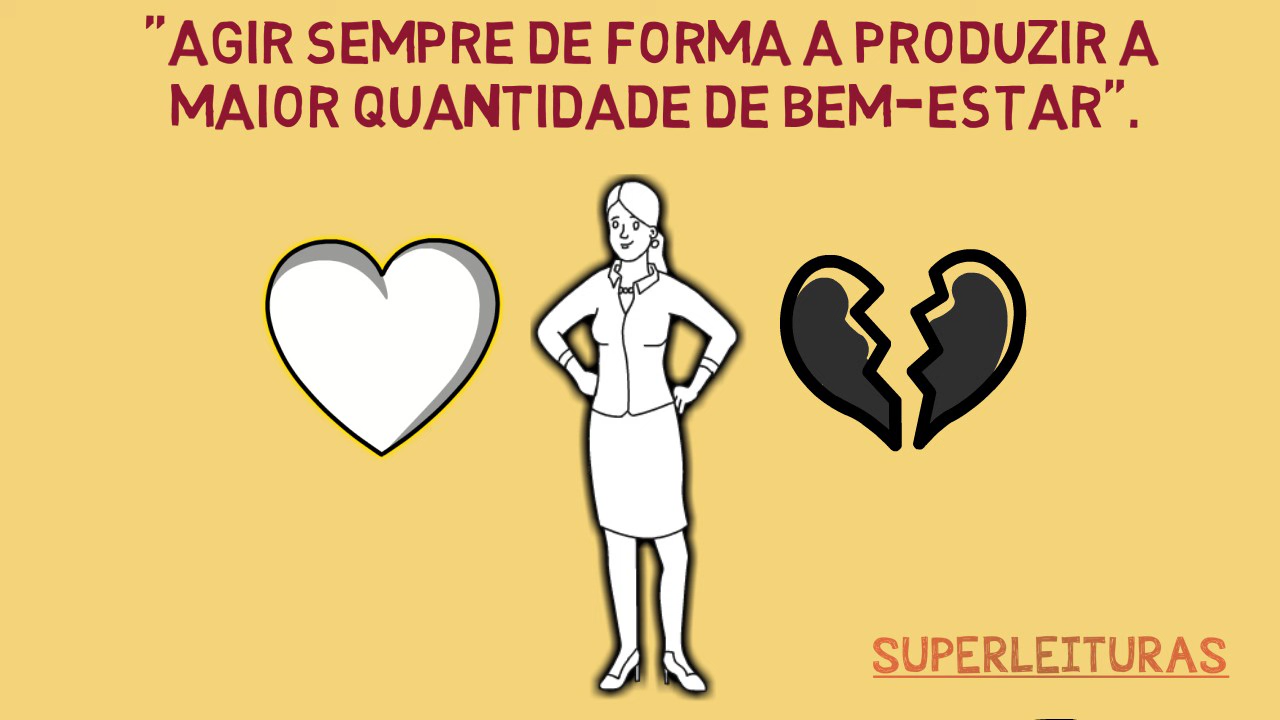 "AGIR SEMPRE DE FORMA A PRODUZIR A
MAIOR QUANTIDADE DE BEM-ESTAR".
SUPERLEITURAS